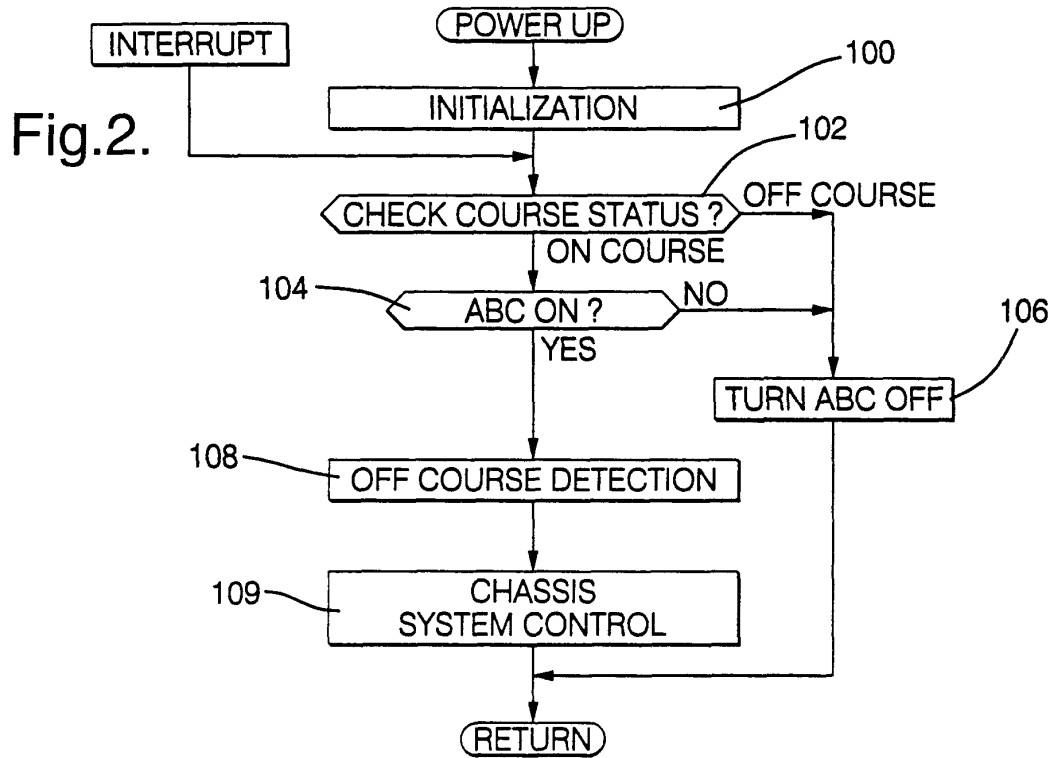 POWER UP
INTERRUPT
100
INITIALIZATION
Fig.2.
102
OFF COURSE
CHECK COURSE STATUS ?
ON COURSE
104
ABC ON ?
NO
106
YES
TURN ABC OFF
108
OFF COURSE DETECTION
109
CHASSIS
SYSTEM CONTROL
RETURN